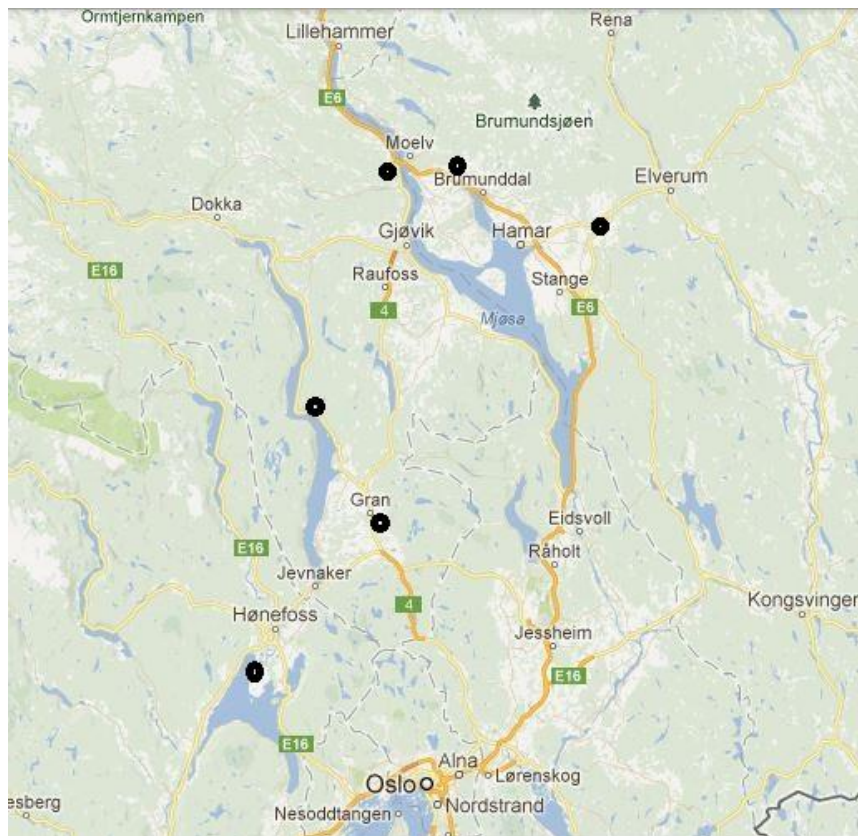 Ormtjernkampen
Rena
Lillehammer
E6
Brumundsjøen
Moelv
Brumunddal
Elverum
Dokka
Gjøvik
Hamar
E16
Raufoss
Stange
4
Mjøsa
E6
Gran
Eidsvoll
E16
Råholt
Jevnaker
4
Kongsvinger
Hønefoss
Jessheim
E16
E16
Alna
Oslo
Lørenskog
esberg
Nesoddtangen
Nordstrand